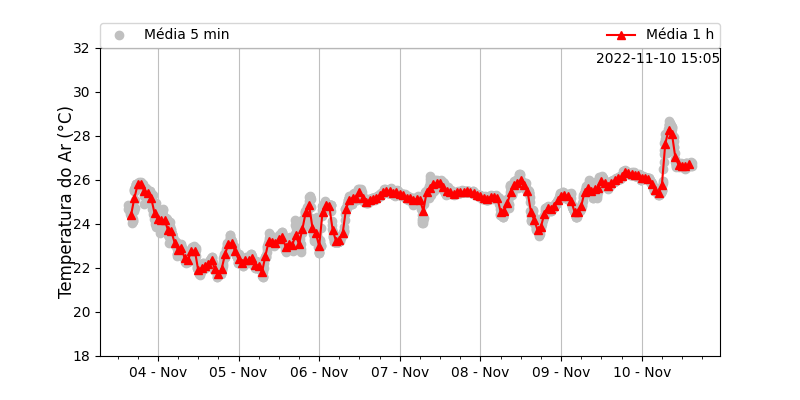 Média 5 min
Média 1 h
2022-11-10 15:05
Temperatura do Ar (°C)
32
30
28
26
24
22
20
18
04 - Nov
05 - Nov
06 - Nov
07 - Nov
08 - Nov
09 - Nov
10 - Nov